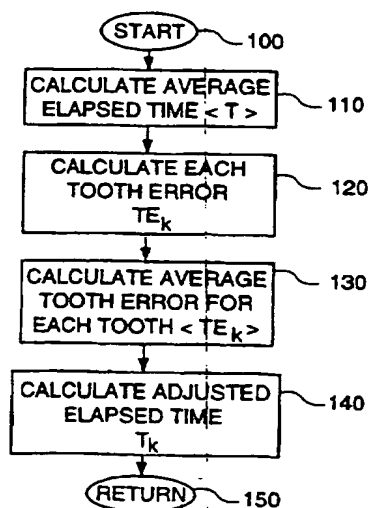 START
100
CALCULATE AVERAGE
ELAPSED TIME < T >
110
CALCULATE EACH
TOOTH ERROR
TEk
120
CALCULATE AVERAGE
TOOTH ERROR FOR
EACH TOOTH < TEk >
130
CALCULATE ADJUSTED
ELAPSED TIME
Tk
140
RETURN
150